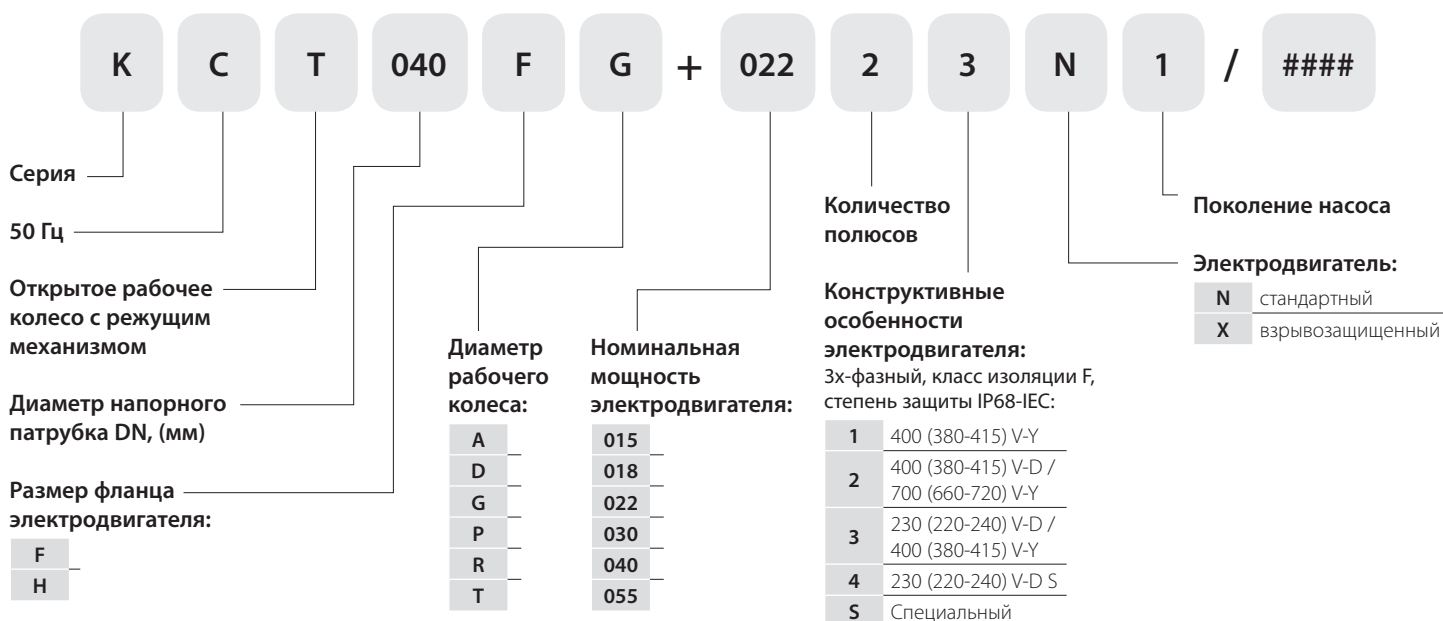 K C T 040 F G + 022 2 3 N 1 / ####
Серия
50 Гц
Открытое рабочее
колесо с режущим
механизмом
Диаметр напорного
патрубка DN, (мм)
Размер фланца
электродвигателя:
F
H
Диаметр
рабочего
колеса:
A
D
G
P
R
T
Номинальная
мощность
электродвигателя:
015
018
022
030
040
055
Количество
полюсов
Конструктивные
особенности
электродвигателя:
3х-фазный, класс изоляции F,
степень защиты IP68-IEC:
1 400 (380-415) V-Y
2 400 (380-415) V-D /
700 (660-720) V-Y
3 230 (220-240) V-D /
400 (380-415) V-Y
4 230 (220-240) V-D S
S Специальный
Поколение насоса
Электродвигатель:
N стандартный
X взрывозащищенный